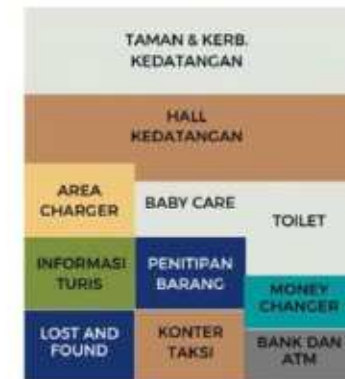 TAMAN & KERB.
KEDATANGAN
HALL
KEDATANGAN
AREA
CHARGER
BABY CARE
TOILET
INFORMASI
TURIS
PENITIPAN
BARANG
MONEY
CHANGER
LOST AND
FOUND
KONTER
TAKSI
BANK DAN
ATM